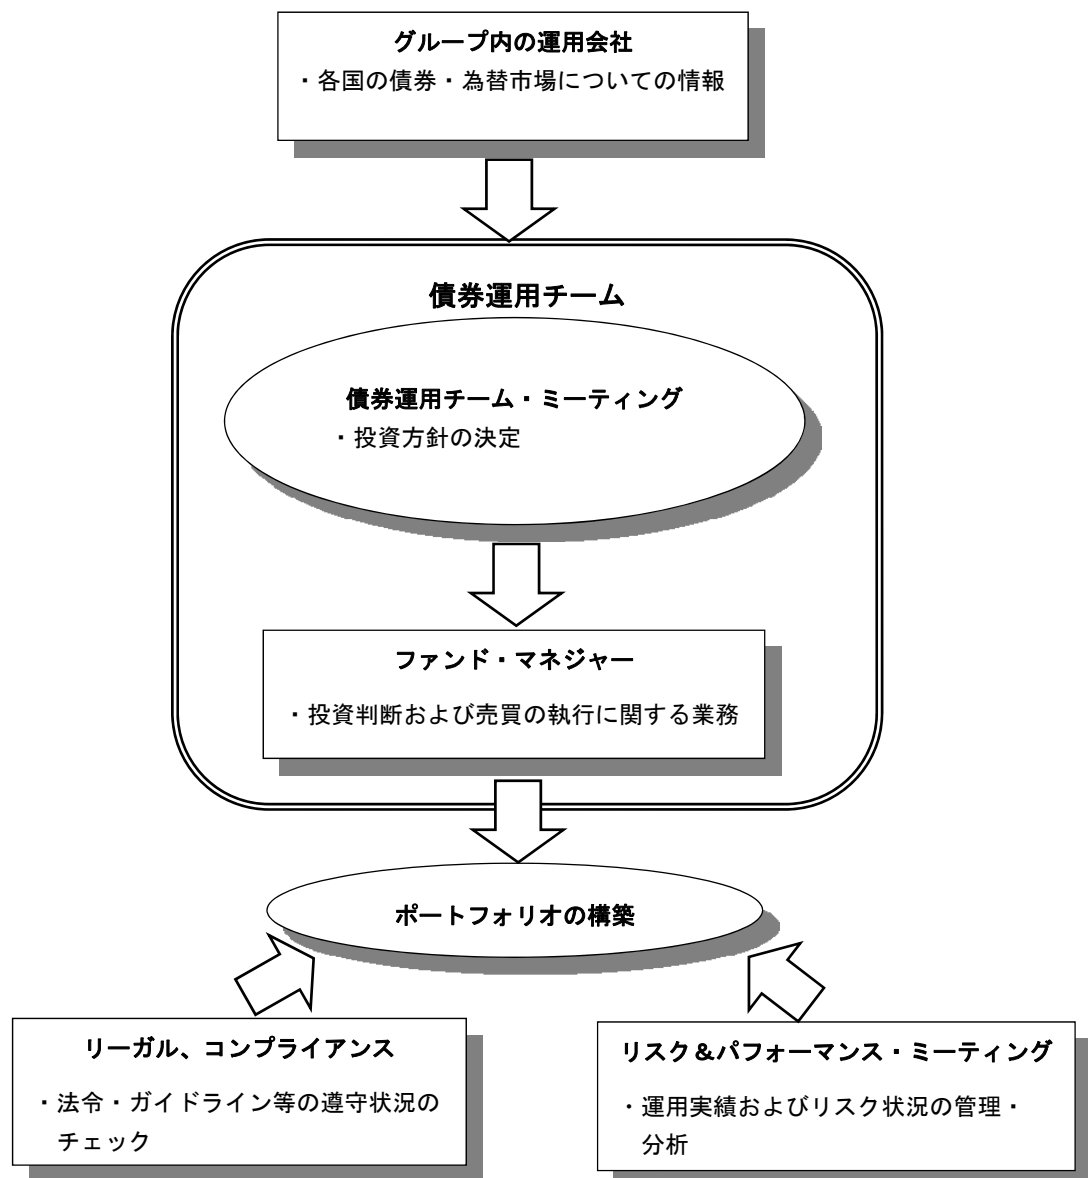 グループ内の運用会社
・各国の債券・為替市場についての情報
債券運用チーム
債券運用チーム・ミーティング
・投資方針の決定
ファンド・マネジャー
・投資判断および売買の執行に関する業務
ポートフォリオの構築
リーガル、コンプライアンス
・法令・ガイドライン等の遵守状況の
チェック
リスク&パフォーマンス・ミーティング
・運用実績およびリスク状況の管理・
分析